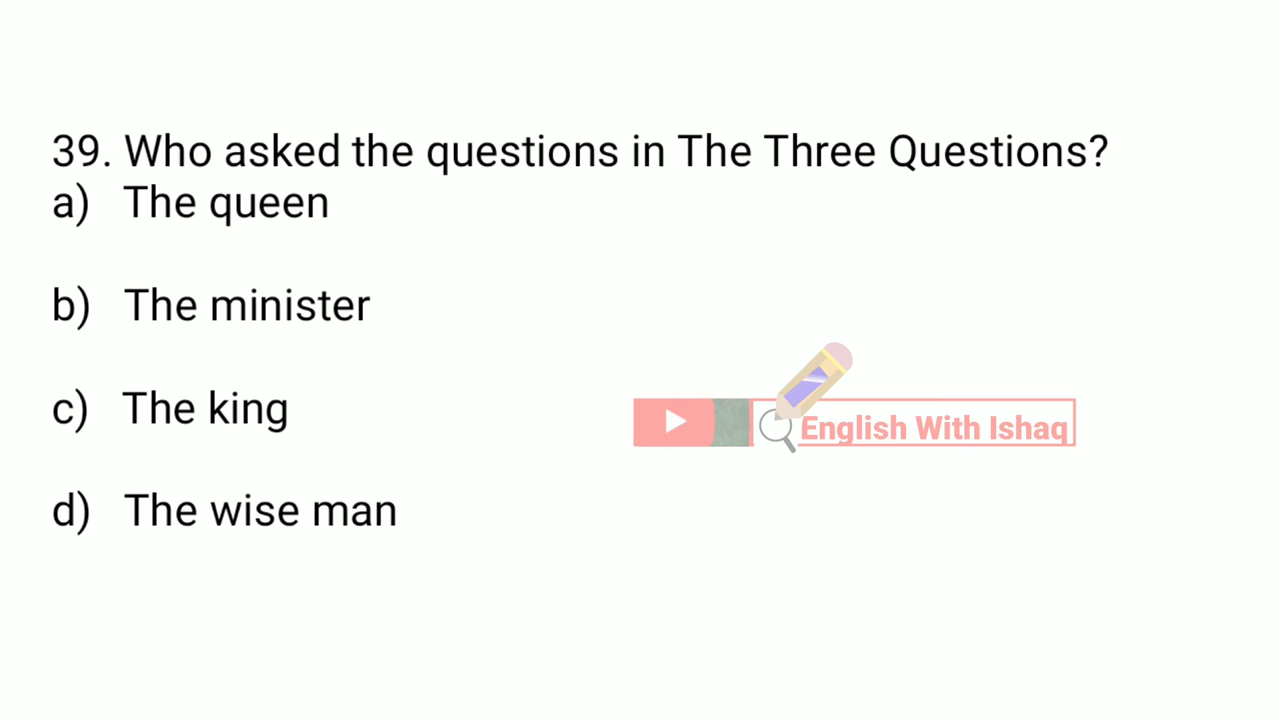 39. Who asked the questions in The Three Questions?
a) The queen
b) The minister
c) The king
English With Ishaq
d) The wise man